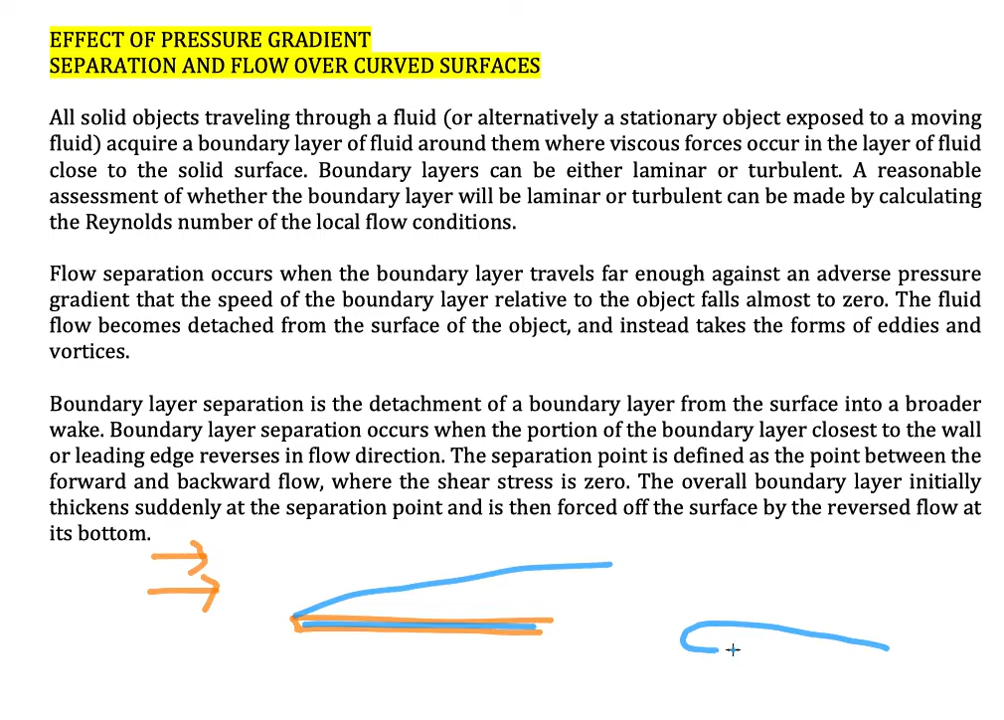 EFFECT OF PRESSURE GRADIENT
SEPARATION AND FLOW OVER CURVED SURFACES
All solid objects traveling through a fluid (or alternatively a stationary object exposed to a moving
fluid) acquire a boundary layer of fluid around them where viscous forces occur in the layer of fluid
close to the solid surface. Boundary layers can be either laminar or turbulent. A reasonable
assessment of whether the boundary layer will be laminar or turbulent can be made by calculating
the Reynolds number of the local flow conditions.
Flow separation occurs when the boundary layer travels far enough against an adverse pressure
gradient that the speed of the boundary layer relative to the object falls almost to zero. The fluid
flow becomes detached from the surface of the object, and instead takes the forms of eddies and
vortices.
Boundary layer separation is the detachment of a boundary layer from the surface into a broader
wake. Boundary layer separation occurs when the portion of the boundary layer closest to the wall
or leading edge reverses in flow direction. The separation point is defined as the point between the
forward and backward flow, where the shear stress is zero. The overall boundary layer initially
thickens suddenly at the separation point and is then forced off the surface by the reversed flow at
its bottom.